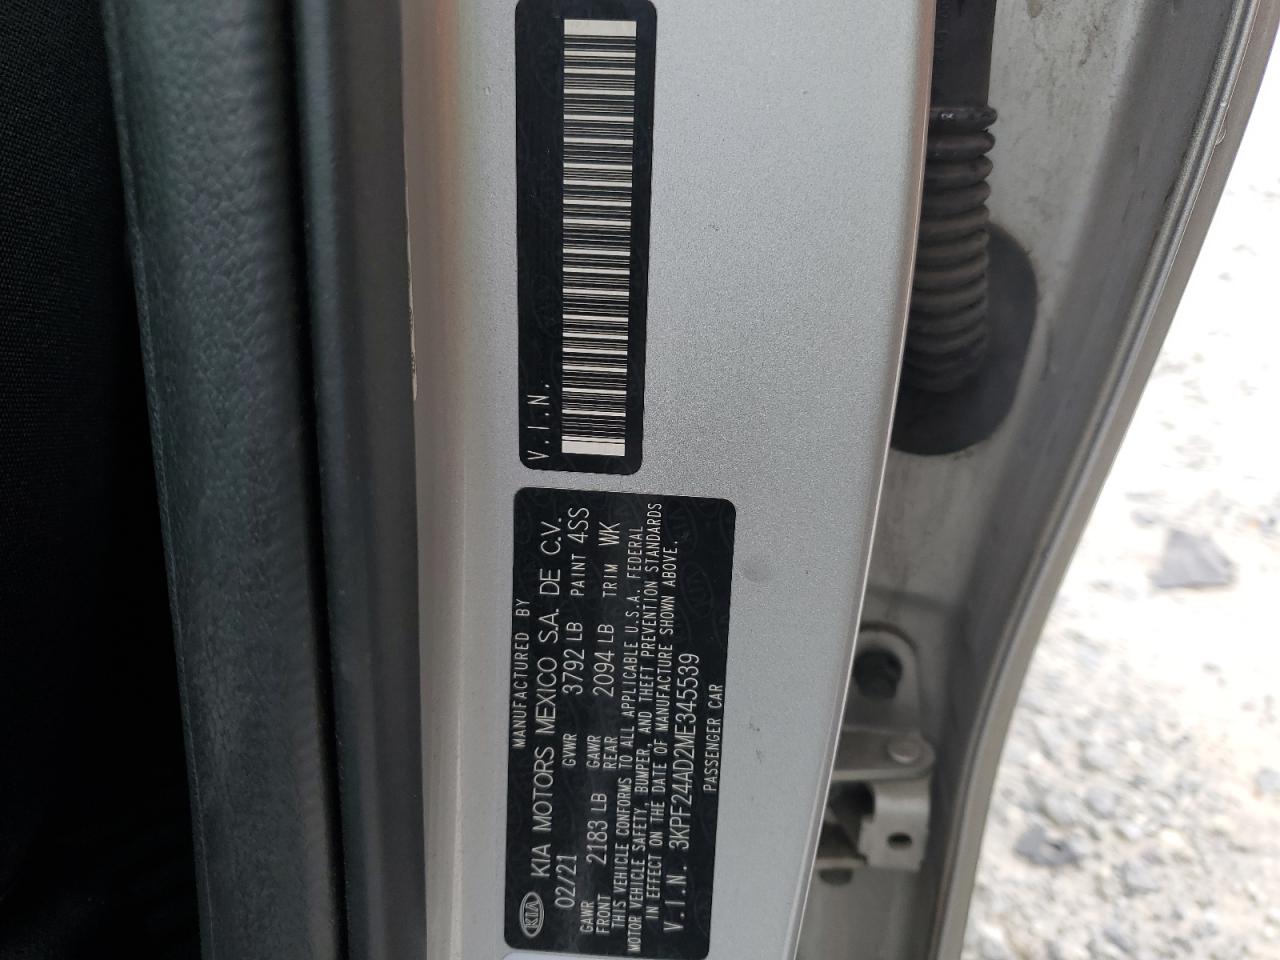 V.I.N.
MANUFACTURED BY
KIA KIA MOTORS MEXICO S.A. DE C.V.
02/21 GVWR 3792 LB PAINT 4SS
GAWR FRONT 2183 LB GAWR REAR 2094 LB TRIM WK
THIS VEHICLE CONFORMS TO ALL APPLICABLE U.S.A. FEDERAL
MOTOR VEHICLE SAFETY, BUMPER, AND THEFT PREVENTION STANDARDS
IN EFFECT ON THE DATE OF MANUFACTURE SHOWN ABOVE.
V.I.N. 3KPF24AD2ME345539
PASSENGER CAR